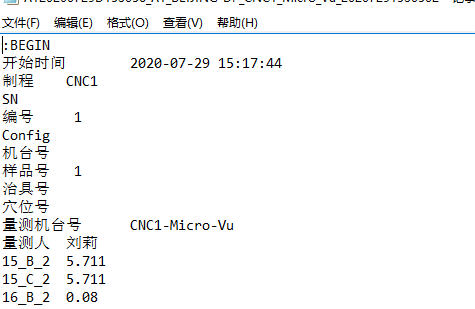 (F) 编辑(E) 格式(O) 查看(V) 帮助(H)
:BEGIN
开始时间 2020-07-29 15:17:44
制程 CNC1
SN
编号 1
Config
机台号
样品号 1
治具号
穴位号
量测机台号 CNC1-Micro-Vu
量测人 刘莉
15_B_2 5.711
15_C_2 5.711
16_B_2 0.08